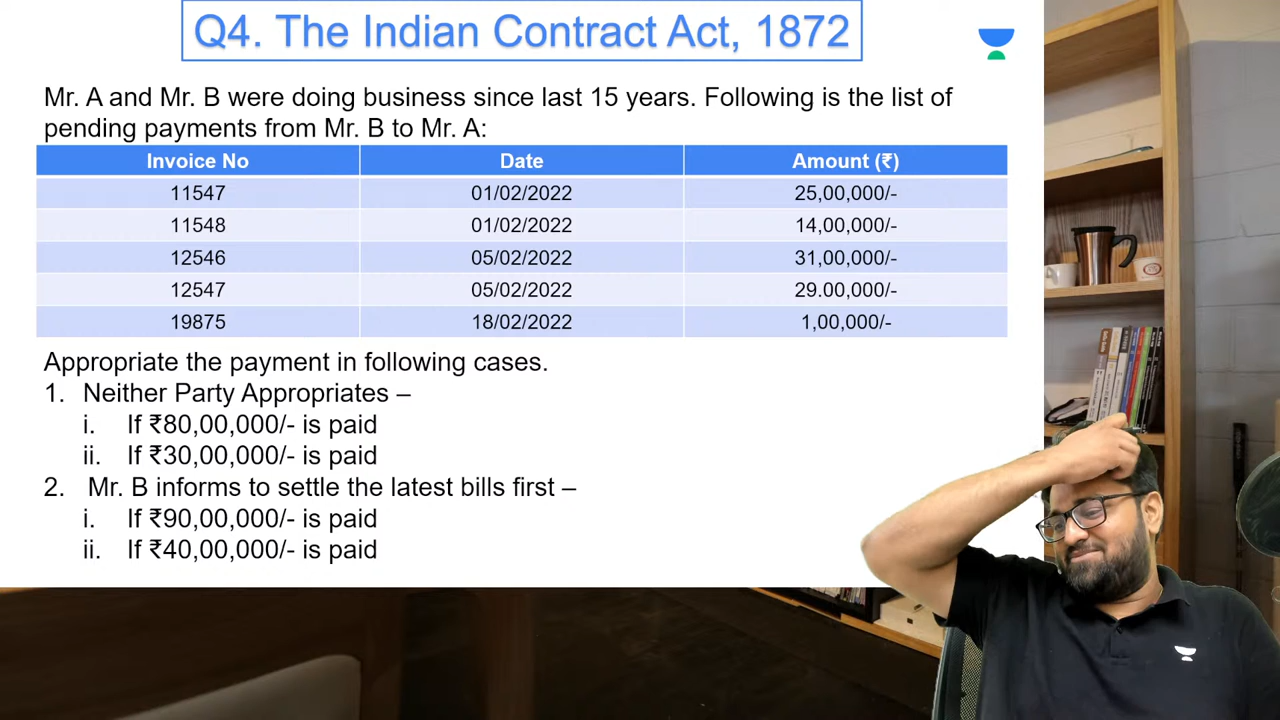 Q4. The Indian Contract Act, 1872
Mr. A and Mr. B were doing business since last 15 years. Following is the list of
pending payments from Mr. B to Mr. A:
Invoice No Date Amount (₹)
11547 01/02/2022 25,00,000/-
11548 01/02/2022 14,00,000/-
12546 05/02/2022 31,00,000/-
12547 05/02/2022 29.00,000/-
19875 18/02/2022 1,00,000/-
Appropriate the payment in following cases.
1. Neither Party Appropriates –
i. If ₹80,00,000/- is paid
ii. If ₹30,00,000/- is paid
2. Mr. B informs to settle the latest bills first –
i. If ₹90,00,000/- is paid
ii. If ₹40,00,000/- is paid